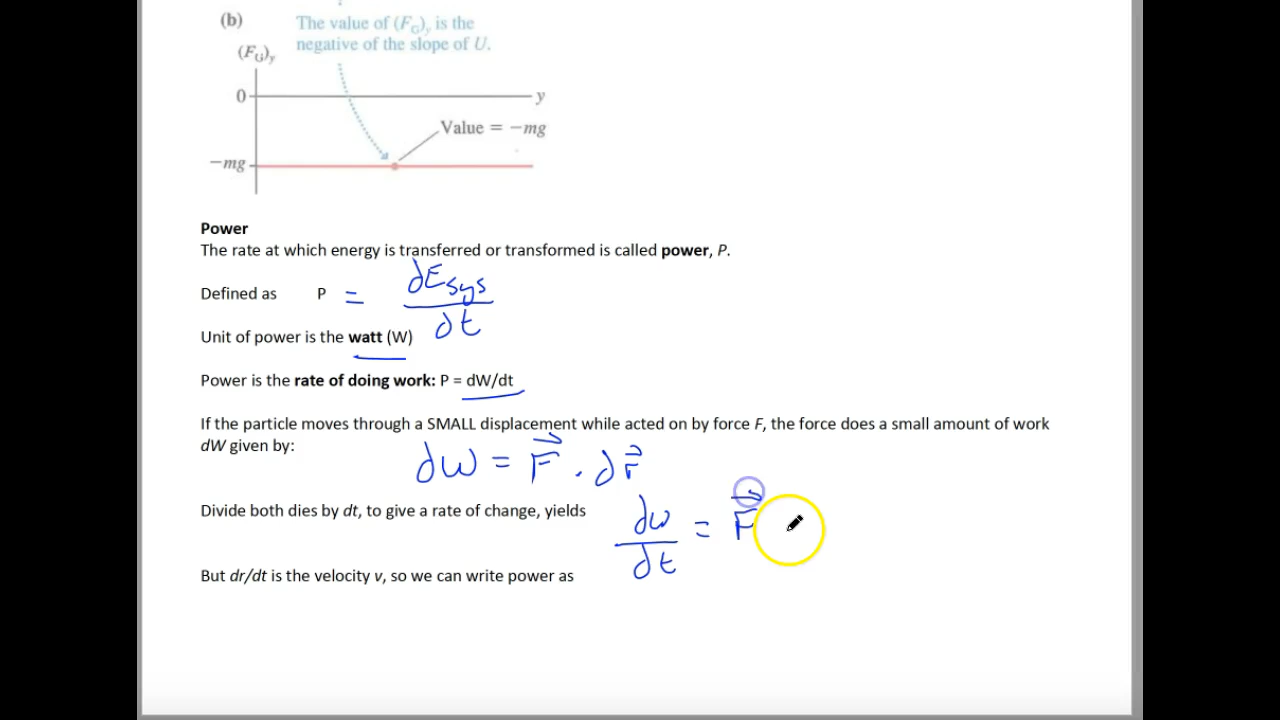 (b)
The value of (F_G)_y is the
negative of the slope of U.
(F_G)_y
0
y
Value = −mg
−mg
Power
The rate at which energy is transferred or transformed is called power, P.
Defined as P = dEsys/dt
Unit of power is the watt (W)
Power is the rate of doing work: P = dW/dt
If the particle moves through a SMALL displacement while acted on by force F, the force does a small amount of work
dW given by:
dW = F⃗ · dr⃗
Divide both dies by dt, to give a rate of change, yields dw/dt = F⃗
But dr/dt is the velocity v, so we can write power as